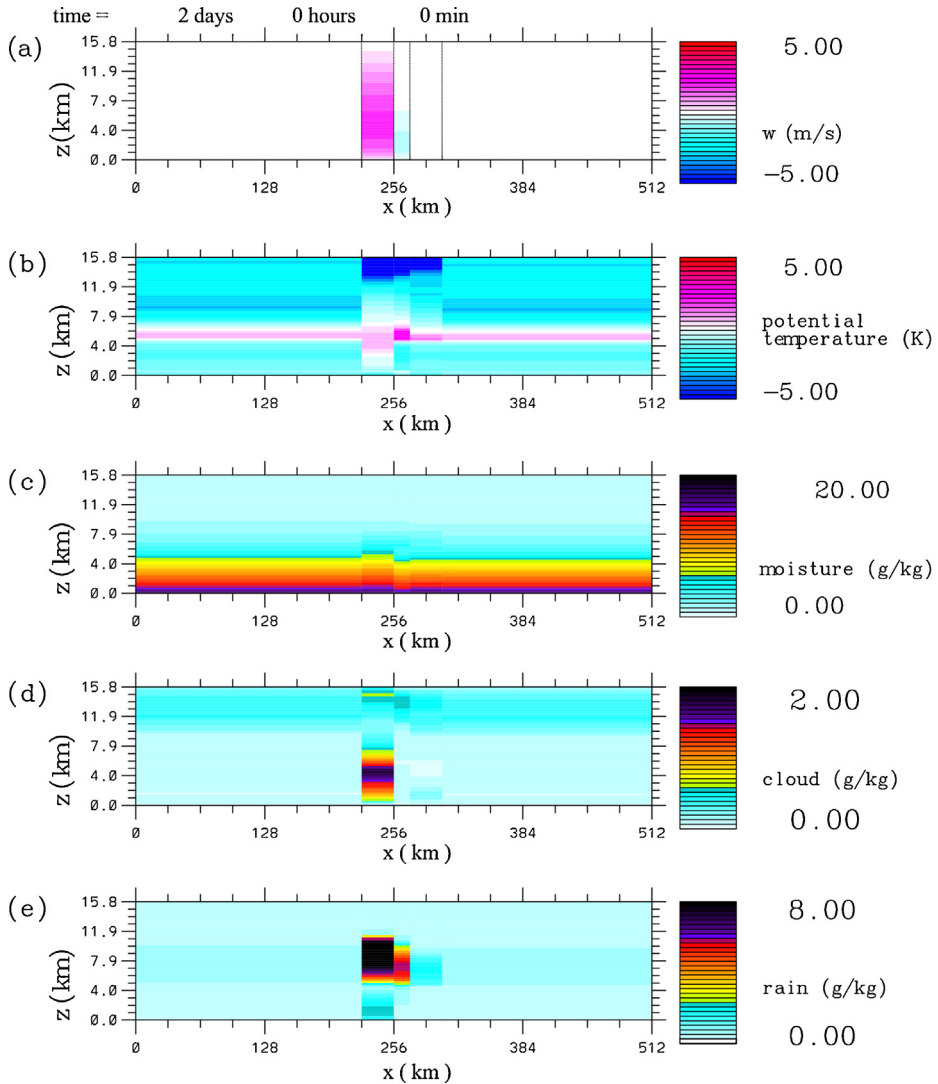 time = 2 days 0 hours 0 min
(a)
15.8
11.9
7.9
4.0
0.0
z(km)
0 128 256 384 512
x ( km )
5.00
w (m/s)
−5.00
(b)
15.8
11.9
7.9
4.0
0.0
z(km)
0 128 256 384 512
x ( km )
5.00
potential
temperature (K)
−5.00
(c)
15.8
11.9
7.9
4.0
0.0
z(km)
0 128 256 384 512
x ( km )
20.00
moisture (g/kg)
0.00
(d)
15.8
11.9
7.9
4.0
0.0
z(km)
0 128 256 384 512
x ( km )
2.00
cloud (g/kg)
0.00
(e)
15.8
11.9
7.9
4.0
0.0
z(km)
0 128 256 384 512
x ( km )
8.00
rain (g/kg)
0.00